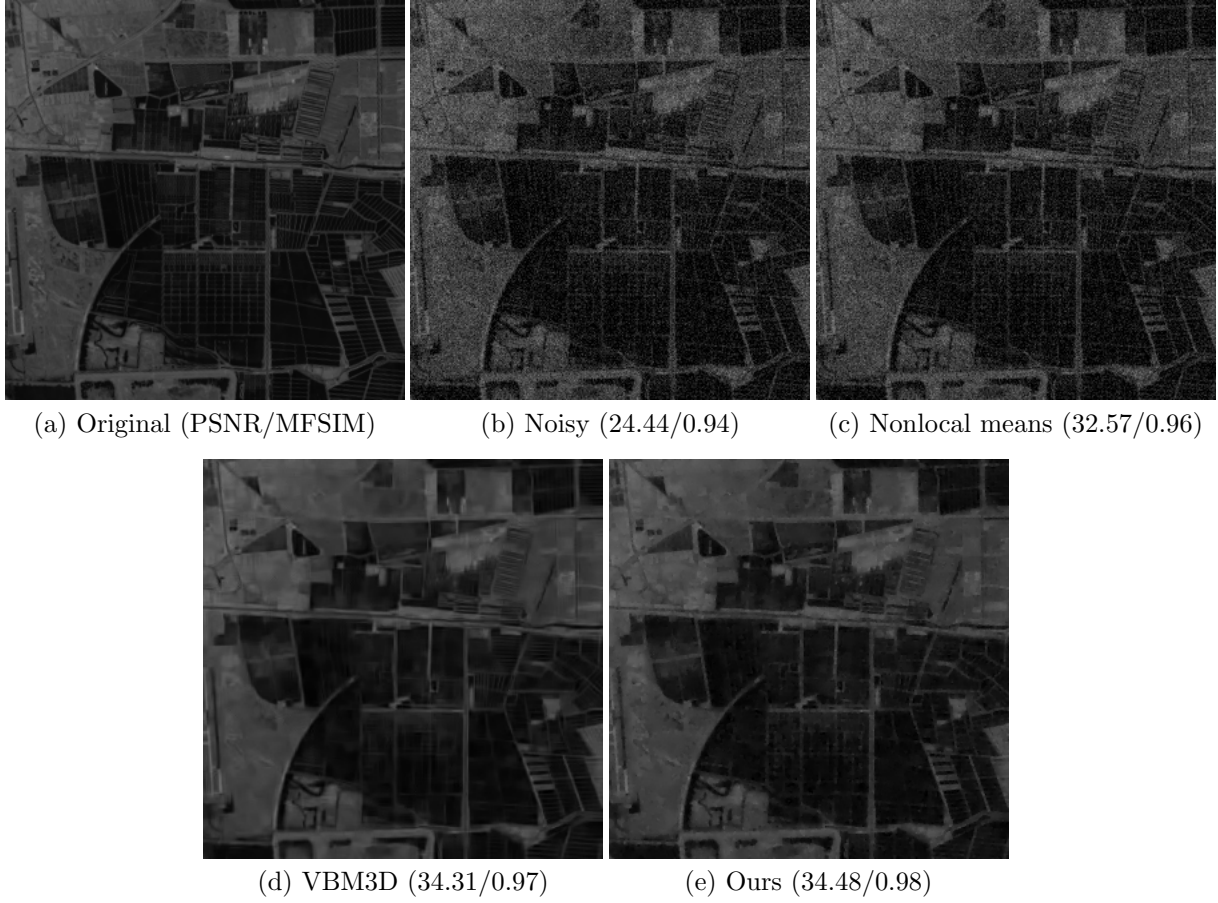 (a) Original (PSNR/MFSIM)
(b) Noisy (24.44/0.94)
(c) Nonlocal means (32.57/0.96)
(d) VBM3D (34.31/0.97)
(e) Ours (34.48/0.98)